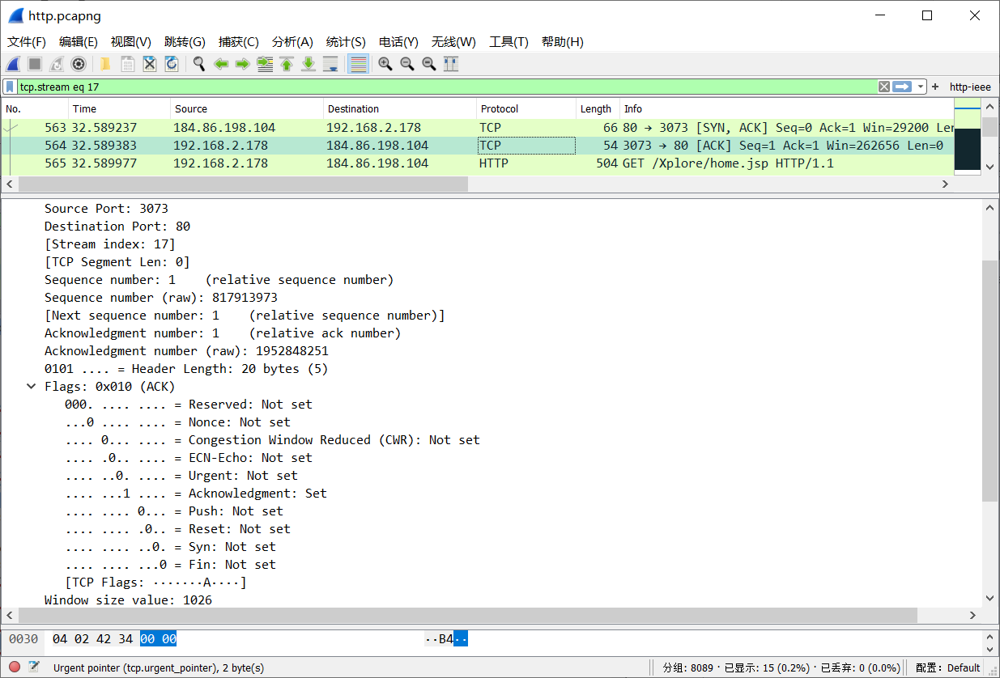 http.pcapng
文件(F) 编辑(E) 视图(V) 跳转(G) 捕获(C) 分析(A) 统计(S) 电话(Y) 无线(W) 工具(T) 帮助(H)
tcp.stream eq 17 + http-ieee
No. Time Source Destination Protocol Length Info
563 32.589237 184.86.198.104 192.168.2.178 TCP 66 80 → 3073 [SYN, ACK] Seq=0 Ack=1 Win=29200 Len
564 32.589383 192.168.2.178 184.86.198.104 TCP 54 3073 → 80 [ACK] Seq=1 Ack=1 Win=262656 Len=0
565 32.589977 192.168.2.178 184.86.198.104 HTTP 504 GET /Xplore/home.jsp HTTP/1.1
Source Port: 3073
Destination Port: 80
[Stream index: 17]
[TCP Segment Len: 0]
Sequence number: 1    (relative sequence number)
Sequence number (raw): 817913973
[Next sequence number: 1    (relative sequence number)]
Acknowledgment number: 1    (relative ack number)
Acknowledgment number (raw): 1952848251
0101 .... = Header Length: 20 bytes (5)
Flags: 0x010 (ACK)
000. .... .... = Reserved: Not set
...0 .... .... = Nonce: Not set
.... 0... .... = Congestion Window Reduced (CWR): Not set
.... .0.. .... = ECN-Echo: Not set
.... ..0. .... = Urgent: Not set
.... ...1 .... = Acknowledgment: Set
.... .... 0... = Push: Not set
.... .... .0.. = Reset: Not set
.... .... ..0. = Syn: Not set
.... .... ...0 = Fin: Not set
[TCP Flags: ·······A····]
Window size value: 1026
0030 04 02 42 34 00 00 ··B4··
Urgent pointer (tcp.urgent_pointer), 2 byte(s) 分组: 8089 · 已显示: 15 (0.2%) · 已丢弃: 0 (0.0%) 配置: Default